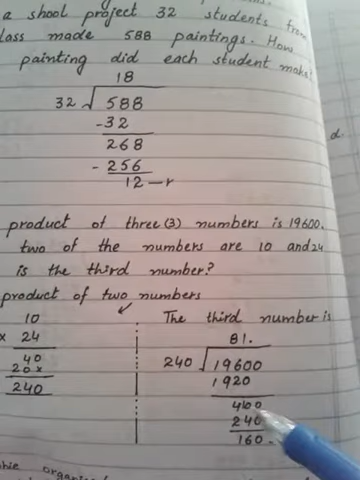 a shool project 32 students from
lass made 588 paintings. How
painting did each student make?
18
32 √ 588
-32
268
- 256
12 — r
product of three (3) numbers is 19600.
two of the numbers are 10 and 24
is the third number?
product of two numbers
10
× 24
40
20×
240
The third number is
81.
240 √ 19600
1920
400
240
160